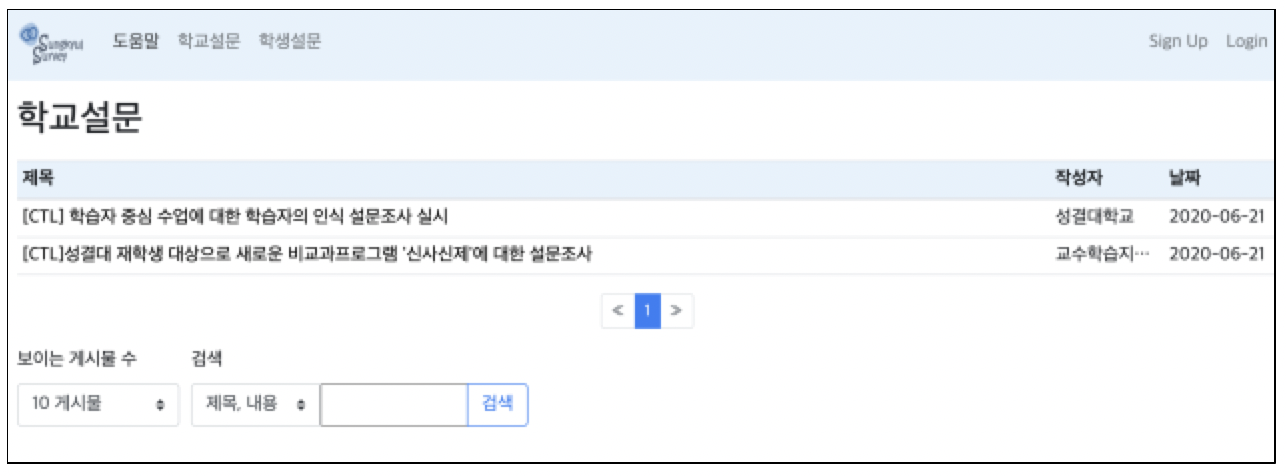 Sungkyul Survey 도움말 학교설문 학생설문 Sign Up Login
학교설문
제목 작성자 날짜
[CTL] 학습자 중심 수업에 대한 학습자의 인식 설문조사 실시 성결대학교 2020-06-21
[CTL]성결대 재학생 대상으로 새로운 비교과프로그램 '신사신제'에 대한 설문조사 교수학습지… 2020-06-21
« 1 »
보이는 게시물 수 검색
10 게시물 제목, 내용 검색